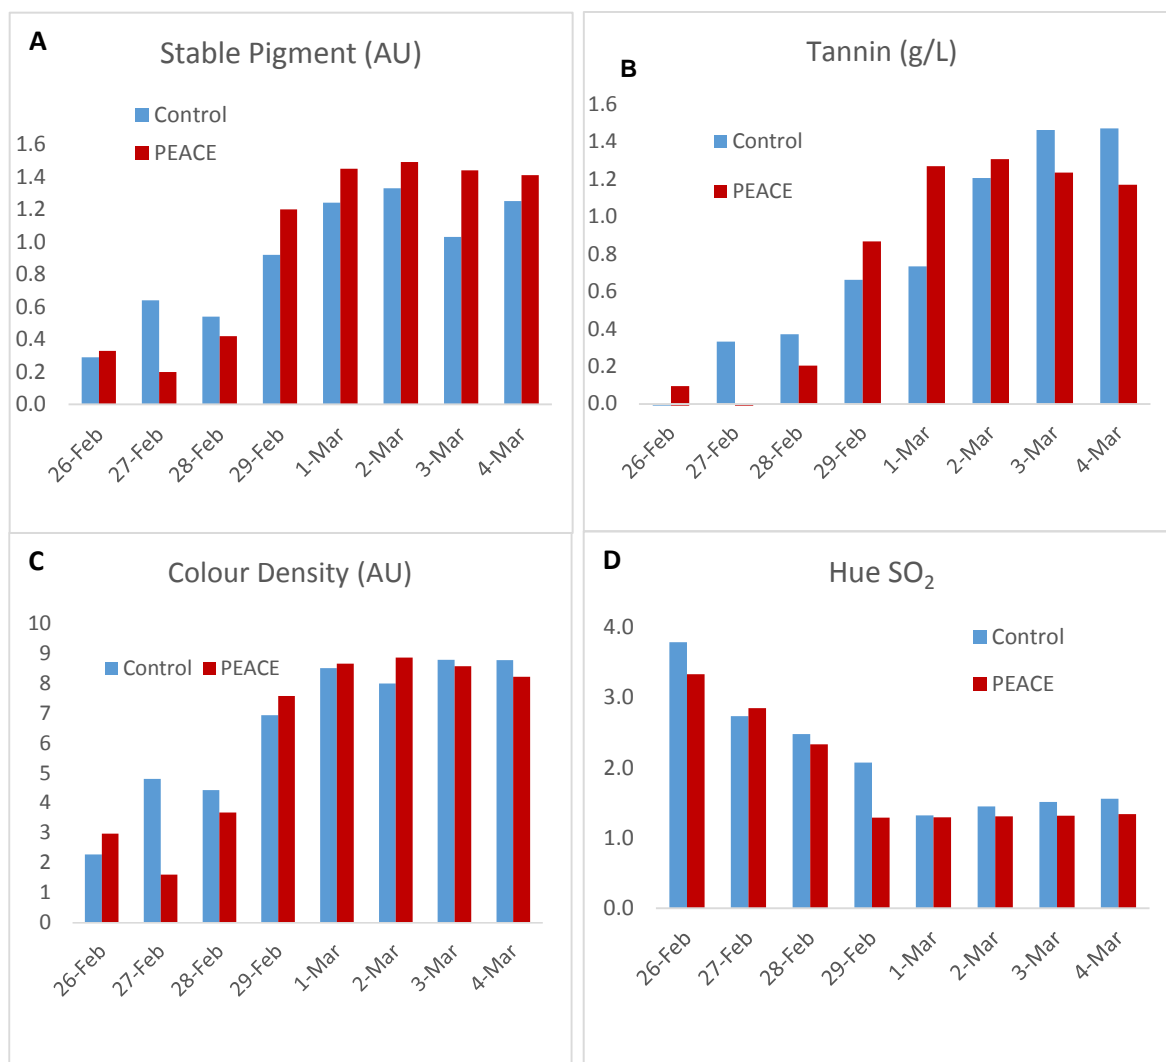 A
Stable Pigment (AU)
Control
PEACE
1.6
1.4
1.2
1.0
0.8
0.6
0.4
0.2
0.0
26-Feb
27-Feb
28-Feb
29-Feb
1-Mar
2-Mar
3-Mar
4-Mar
B
Tannin (g/L)
Control
PEACE
1.6
1.4
1.2
1.0
0.8
0.6
0.4
0.2
0.0
26-Feb
27-Feb
28-Feb
29-Feb
1-Mar
2-Mar
3-Mar
4-Mar
C
Colour Density (AU)
Control PEACE
10
9
8
7
6
5
4
3
2
1
0
26-Feb
27-Feb
28-Feb
29-Feb
1-Mar
2-Mar
3-Mar
4-Mar
D
Hue SO₂
Control
PEACE
4.0
3.0
2.0
1.0
0.0
26-Feb
27-Feb
28-Feb
29-Feb
1-Mar
2-Mar
3-Mar
4-Mar